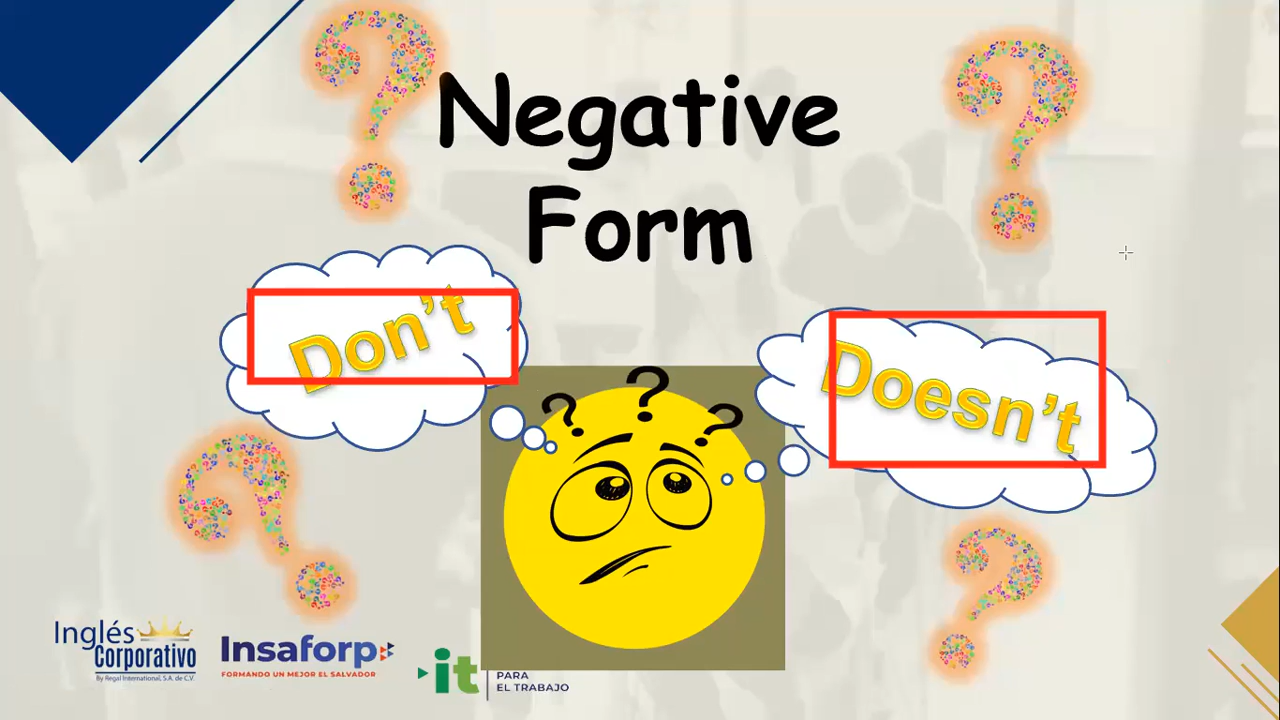 Negative
Form
Don't
Doesn't
? ? ?
Inglés
Corporativo
By Regal International, S.A. de C.V.
Insaforp
FORMANDO UN MEJOR EL SALVADOR
it
PARA
EL TRABAJO